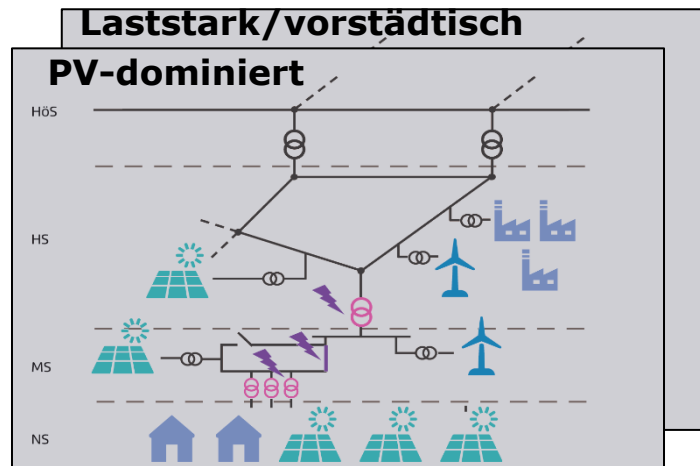 Laststark/vorstädtisch
PV-dominiert
HöS
HS
MS
NS